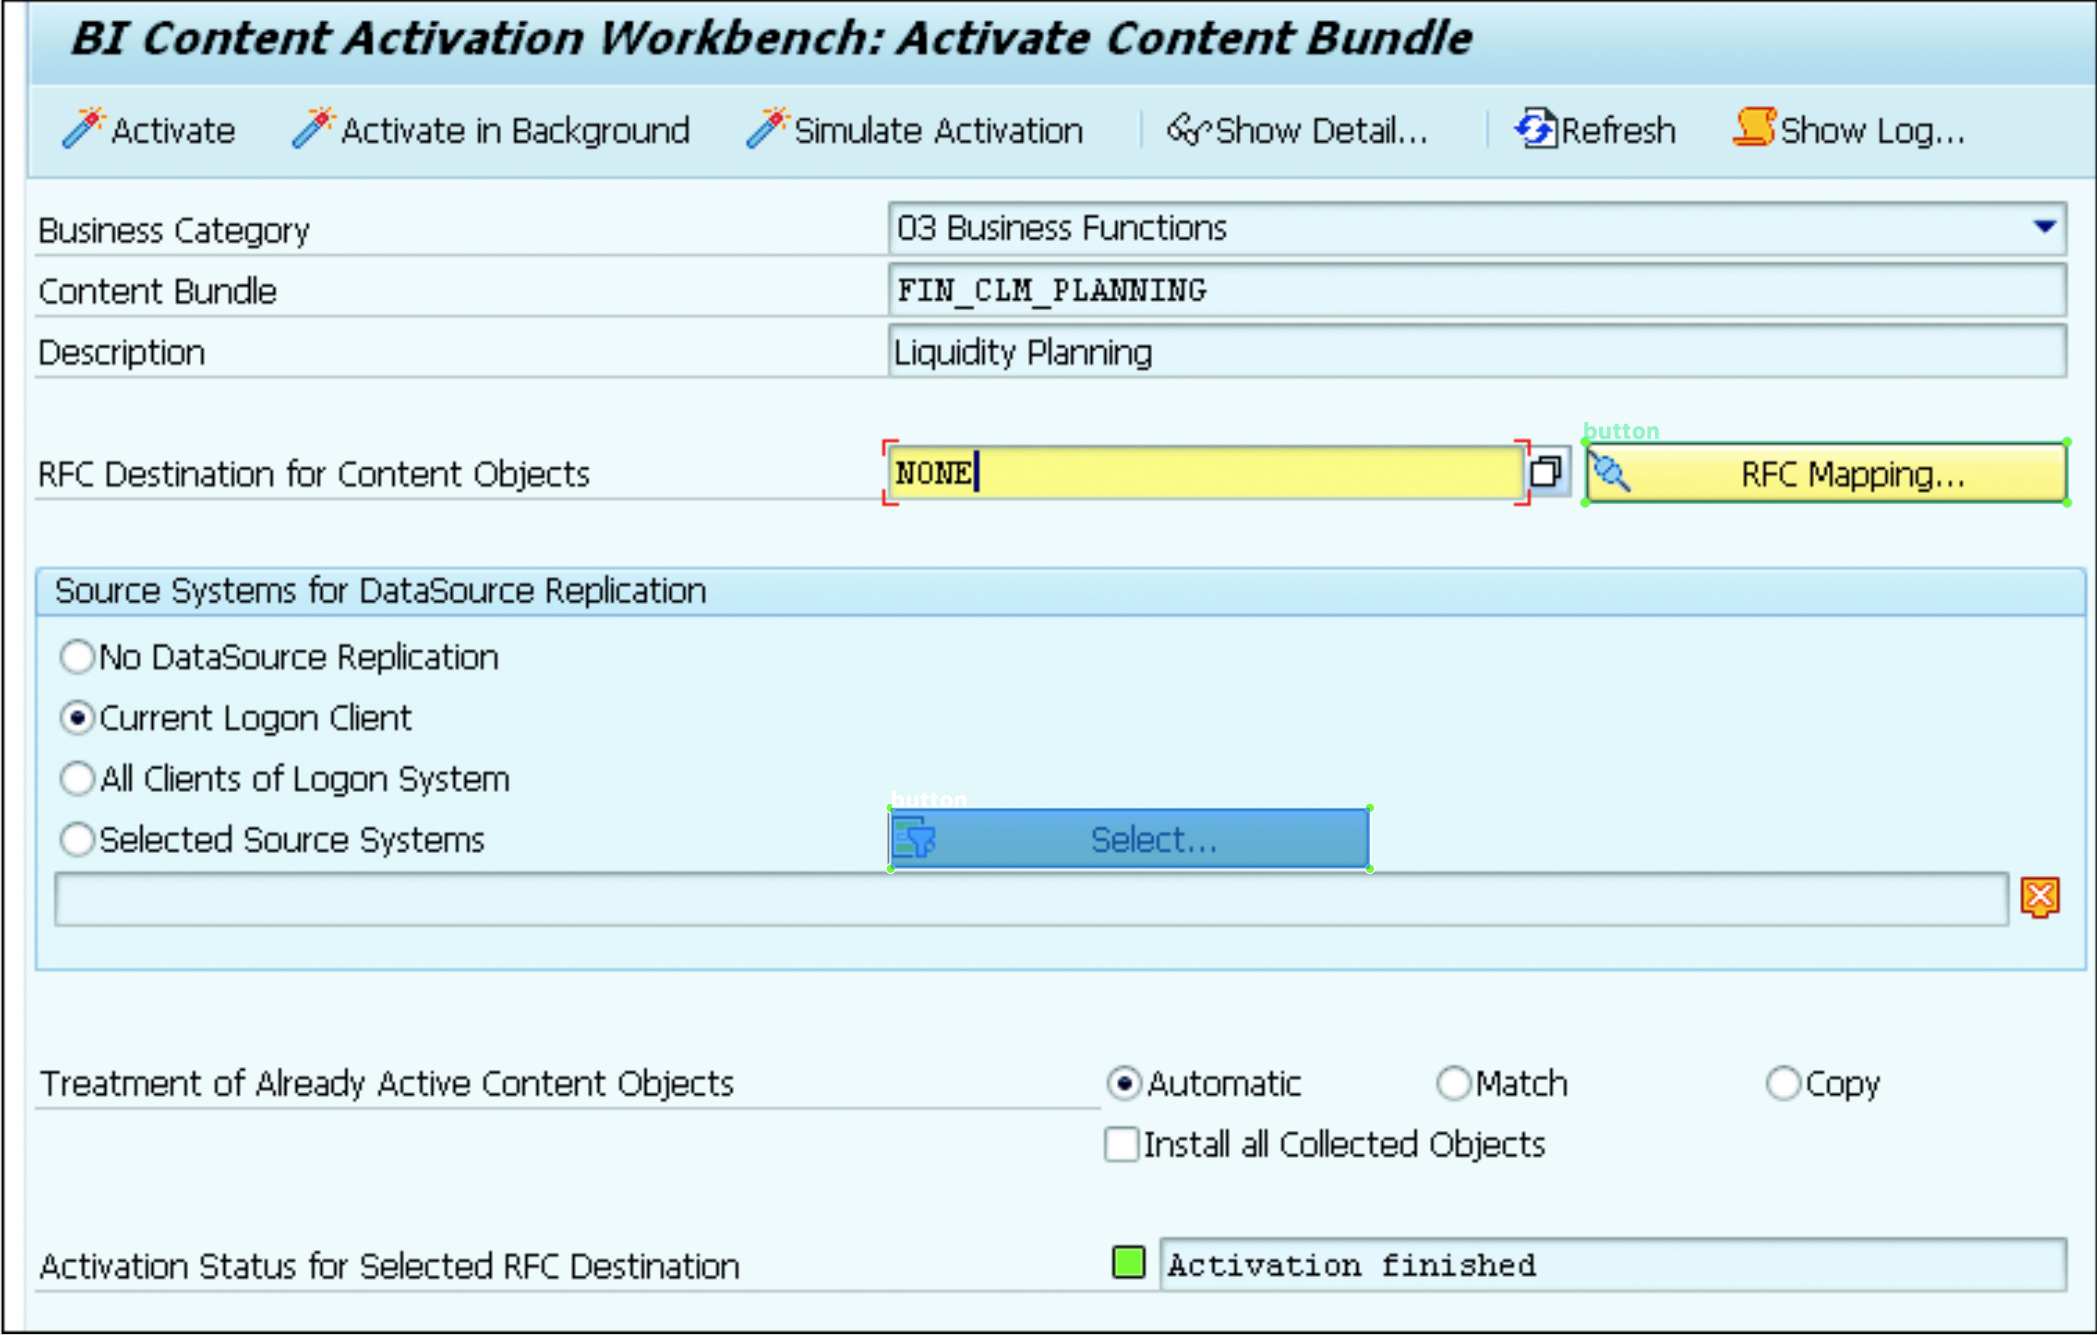 BI Content Activation Workbench: Activate Content Bundle
Activate Activate in Background Simulate Activation Show Detail... Refresh Show Log...
Business Category 03 Business Functions
Content Bundle FIN_CLM_PLANNING
Description Liquidity Planning
button
RFC Destination for Content Objects NONE RFC Mapping...
Source Systems for DataSource Replication
No DataSource Replication
Current Logon Client
All Clients of Logon System
button
Selected Source Systems Select...
Treatment of Already Active Content Objects Automatic Match Copy
Install all Collected Objects
Activation Status for Selected RFC Destination Activation finished